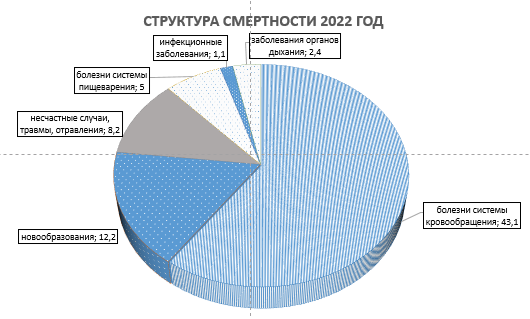 СТРУКТУРА СМЕРТНОСТИ 2022 ГОД
инфекционные
заболевания; 1,1
заболевания органов
дыхания; 2,4
болезни системы
пищеварения; 5
несчастные случаи,
травмы, отравления; 8,2
новообразования; 12,2
болезни системы
кровообращения; 43,1